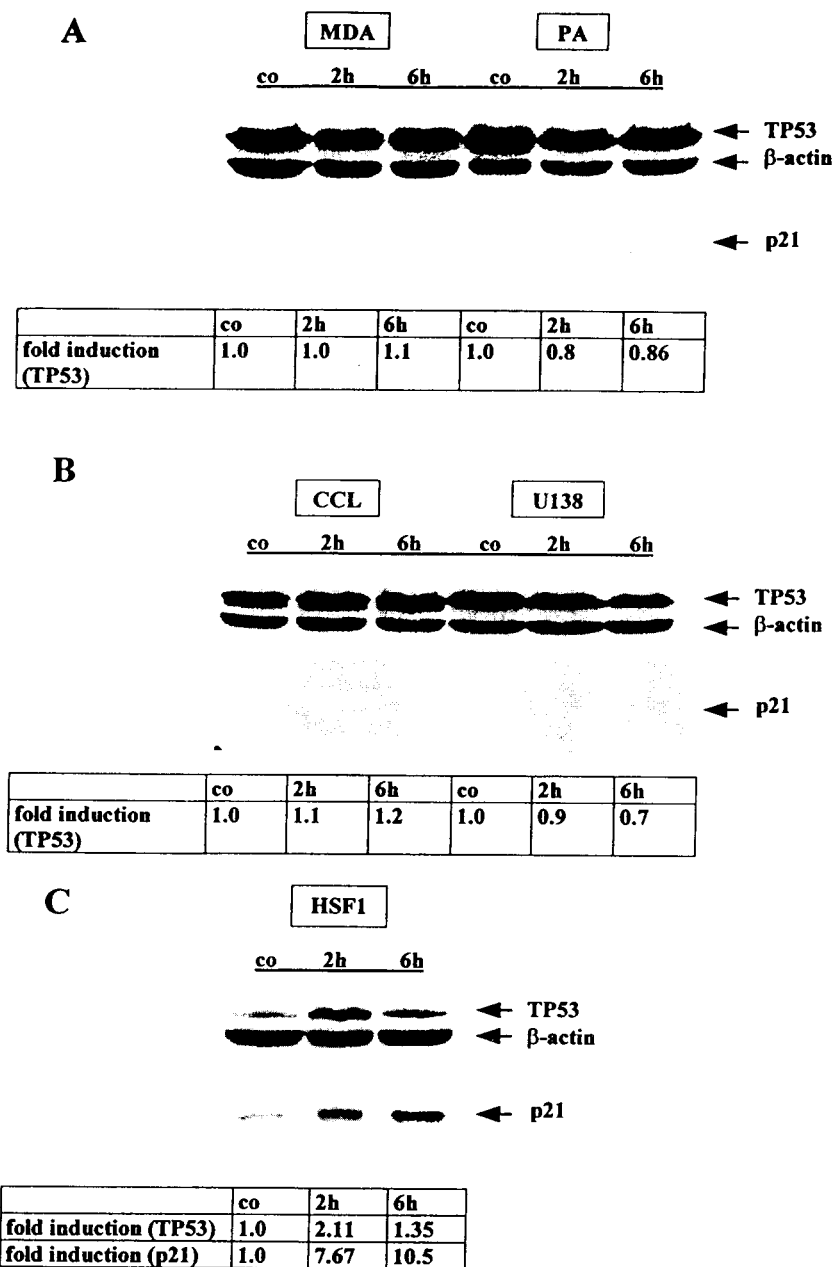 A
MDA PA
co 2h 6h co 2h 6h
TP53
β-actin
p21
co 2h 6h co 2h 6h
fold induction (TP53) 1.0 1.0 1.1 1.0 0.8 0.86
B
CCL U138
co 2h 6h co 2h 6h
TP53
β-actin
p21
co 2h 6h co 2h 6h
fold induction (TP53) 1.0 1.1 1.2 1.0 0.9 0.7
C
HSF1
co 2h 6h
TP53
β-actin
p21
co 2h 6h
fold induction (TP53) 1.0 2.11 1.35
fold induction (p21) 1.0 7.67 10.5